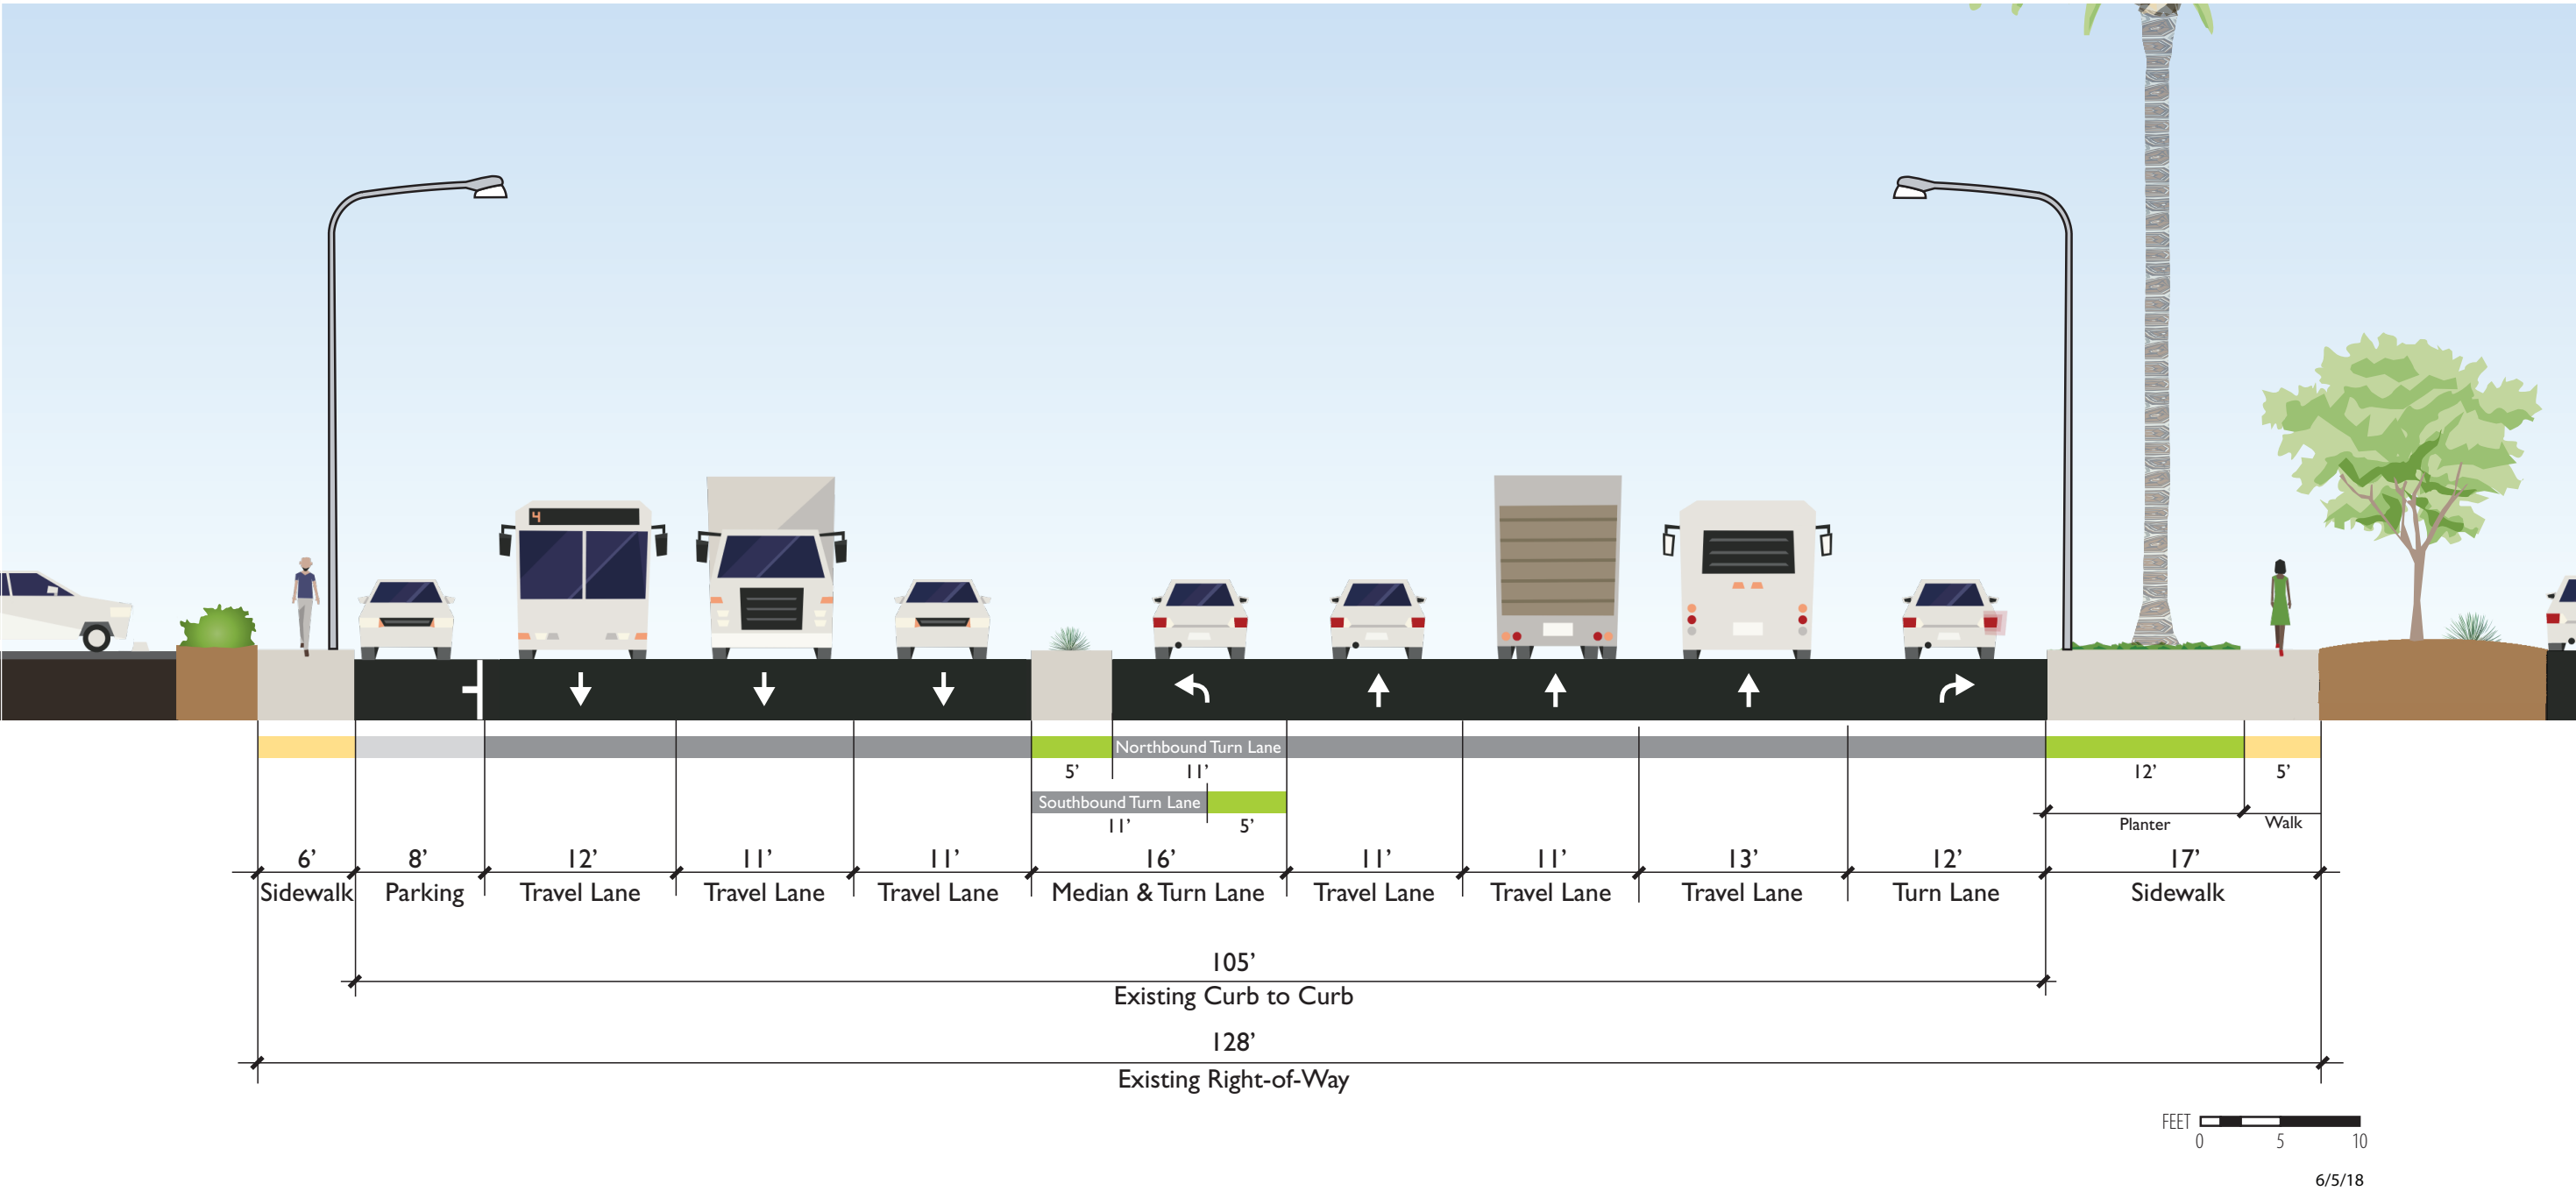 4
Northbound Turn Lane
5’ 11’ 12’ 5’
Southbound Turn Lane
11’ 5’ Planter Walk
6’ 8’ 12’ 11’ 11’ 16’ 11’ 11’ 13’ 12’ 17’
Sidewalk Parking Travel Lane Travel Lane Travel Lane Median & Turn Lane Travel Lane Travel Lane Travel Lane Turn Lane Sidewalk
105’
Existing Curb to Curb
128’
Existing Right-of-Way
FEET
0 5 10
6/5/18